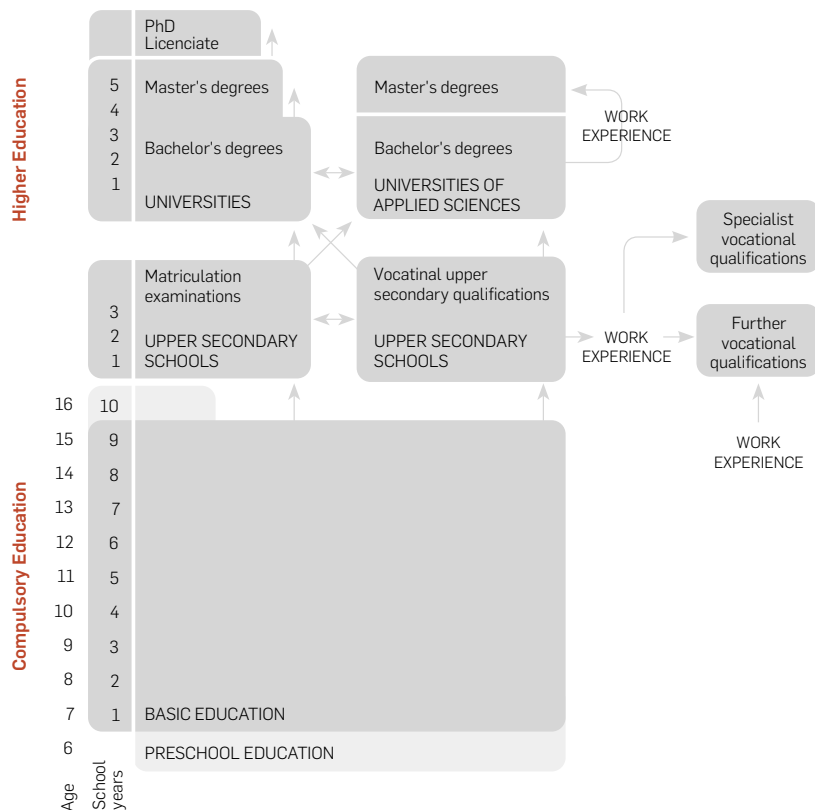 PhD
Licenciate
Higher Education
5
4
3
2
1
Master's degrees
Bachelor's degrees
UNIVERSITIES
Master's degrees
Bachelor's degrees
UNIVERSITIES OF
APPLIED SCIENCES
WORK
EXPERIENCE
Specialist
vocational
qualifications
3
2
1
Matriculation
examinations
UPPER SECONDARY
SCHOOLS
Vocatinal upper
secondary qualifications
UPPER SECONDARY
SCHOOLS
WORK
EXPERIENCE
Further
vocational
qualifications
WORK
EXPERIENCE
Compulsory Education
16 10
15 9
14 8
13 7
12 6
11 5
10 4
9 3
8 2
7 1 BASIC EDUCATION
6 PRESCHOOL EDUCATION
Age
School
years